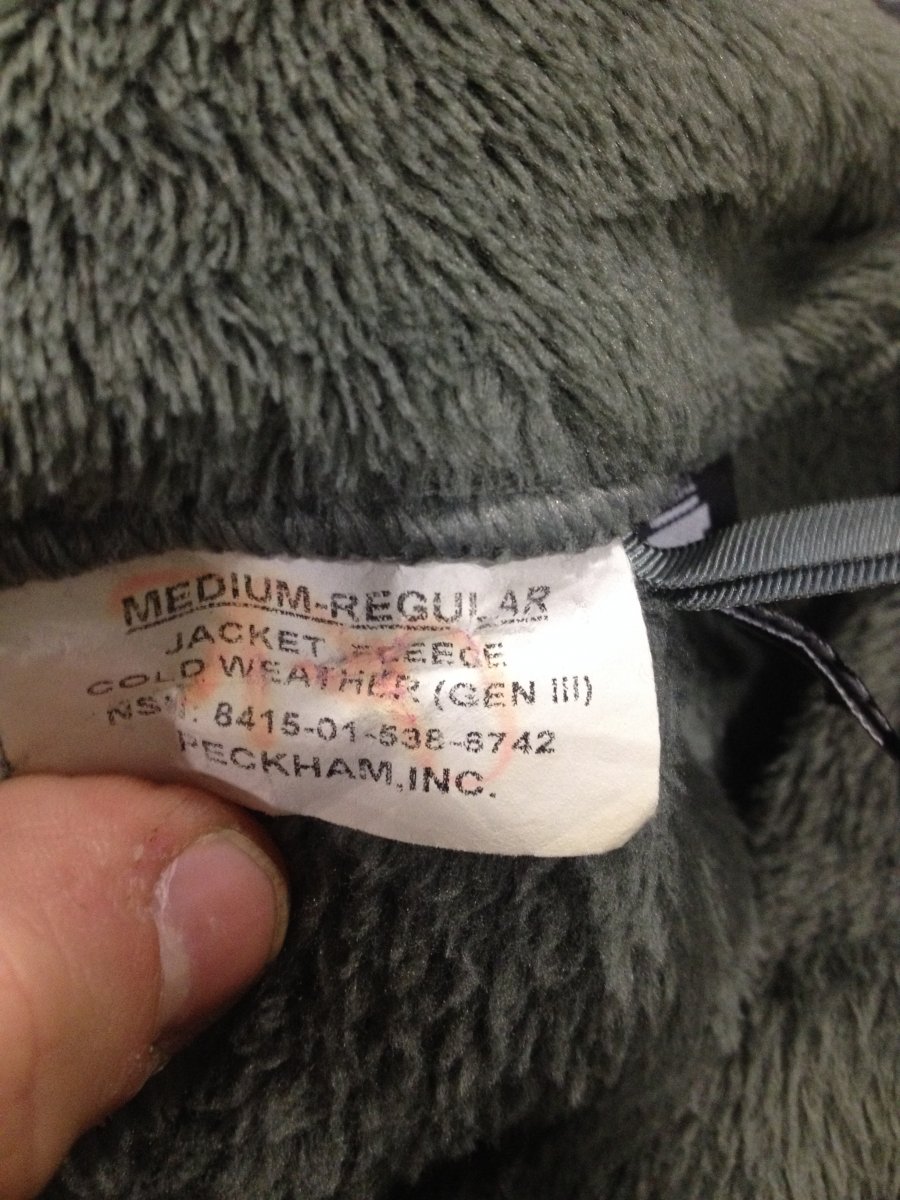 MEDIUM-REGULAR
JACKET, FLEECE
COLD WEATHER (GEN III)
NSN. 8415-01-538-6742
PECKHAM,INC.